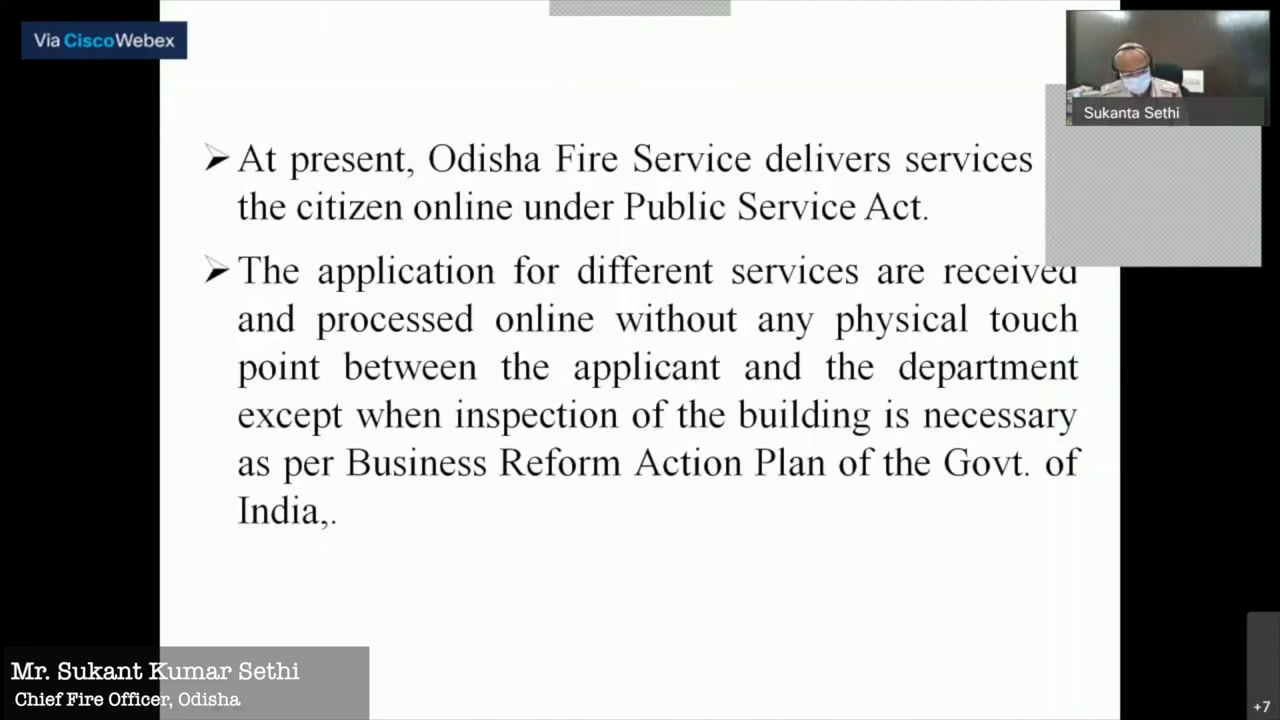 Via CiscoWebex
Sukanta Sethi
➢ At present, Odisha Fire Service delivers services
the citizen online under Public Service Act.
➢ The application for different services are received
and processed online without any physical touch
point between the applicant and the department
except when inspection of the building is necessary
as per Business Reform Action Plan of the Govt. of
India,.
Mr. Sukant Kumar Sethi
Chief Fire Officer, Odisha
+7